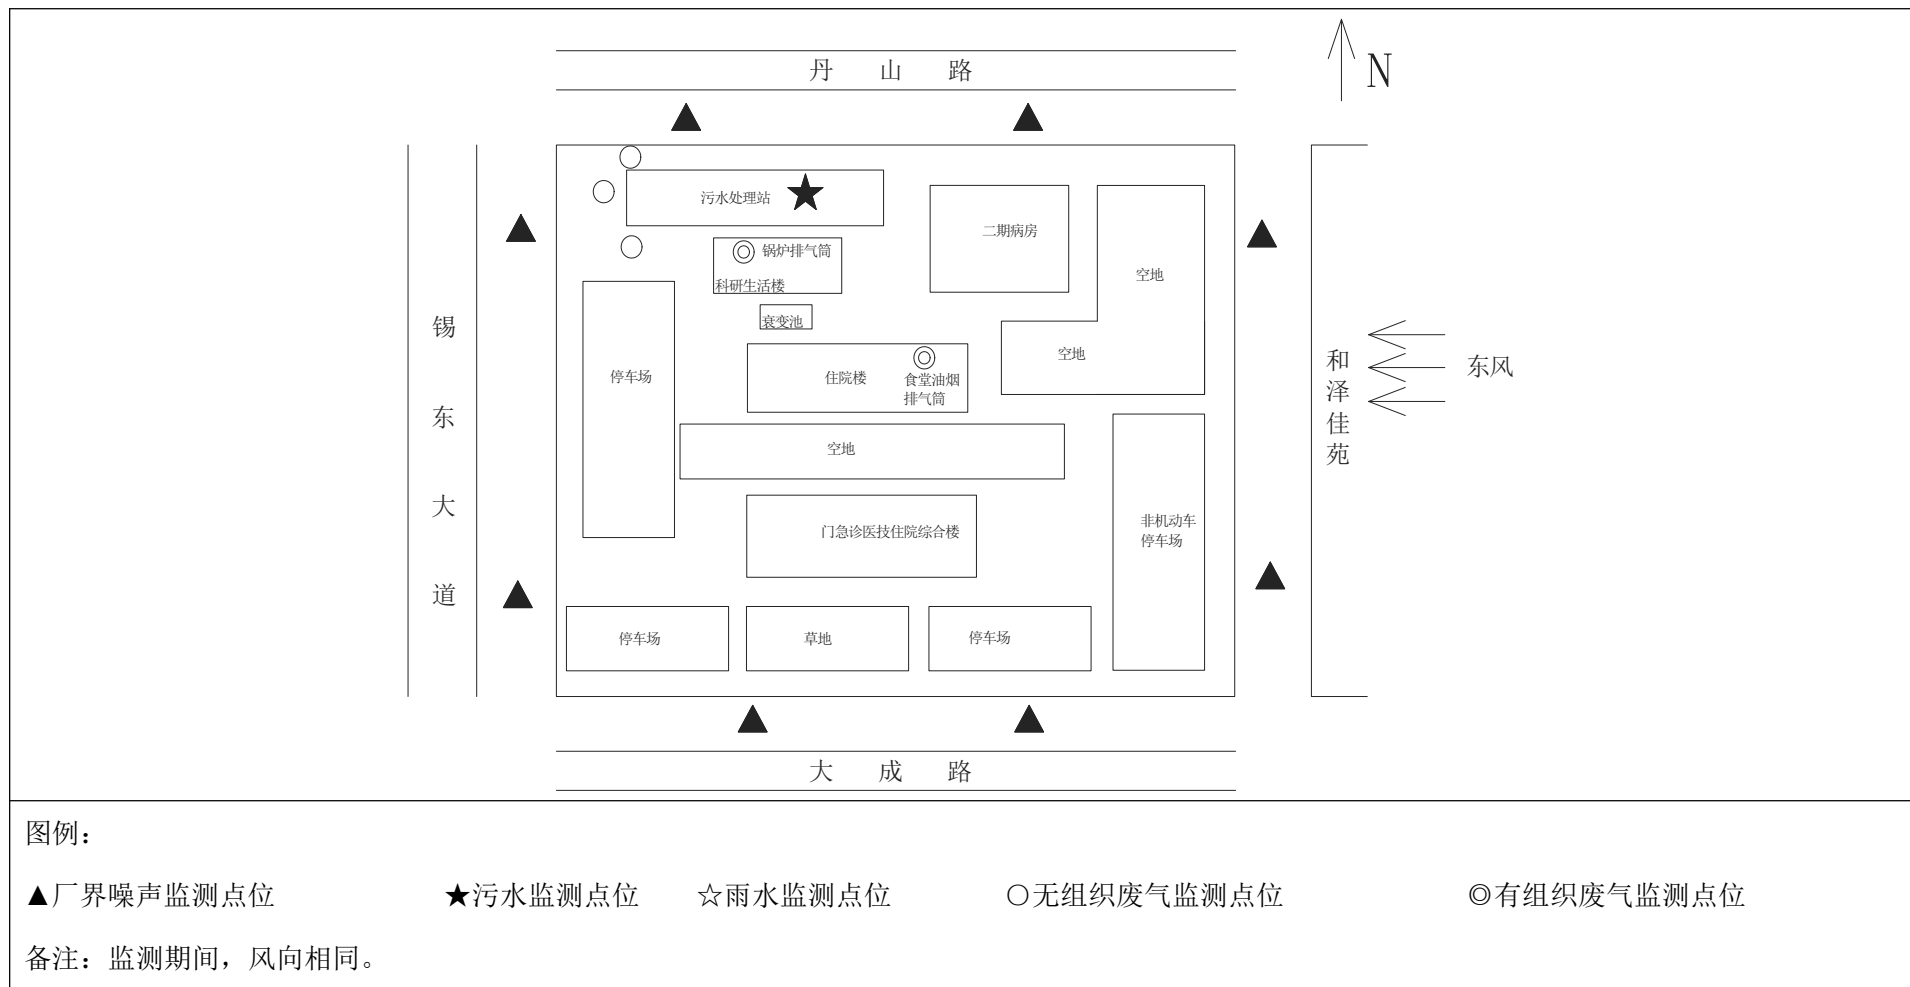 丹山路
N
污水处理站
二期病房
锅炉排气筒
科研生活楼
空地
衰变池
锡东大道
停车场
住院楼
食堂油烟
排气筒
空地
和泽佳苑
东风
空地
门急诊医技住院综合楼
非机动车
停车场
停车场
草地
停车场
大成路
图例：
▲厂界噪声监测点位 ★污水监测点位 ☆雨水监测点位 ○无组织废气监测点位 ◎有组织废气监测点位
备注：监测期间，风向相同。